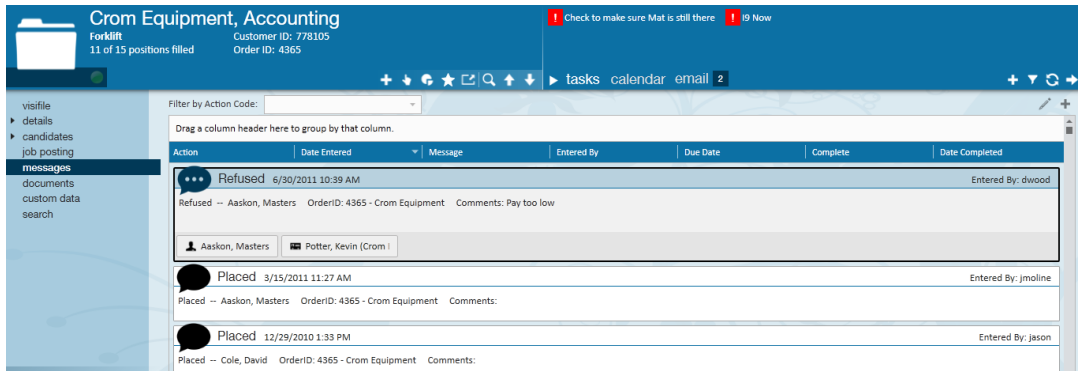 Crom Equipment, Accounting
Forklift Customer ID: 778105
11 of 15 positions filled Order ID: 4365
! Check to make sure Mat is still there ! I9 Now
tasks calendar email 2
visifile
details
candidates
job posting
messages
documents
custom data
search
Filter by Action Code:
Drag a column header here to group by that column.
Action Date Entered Message Entered By Due Date Complete Date Completed
Refused 6/30/2011 10:39 AM Entered By: dwood
Refused -- Aaskon, Masters OrderID: 4365 - Crom Equipment Comments: Pay too low
Aaskon, Masters Potter, Kevin (Crom
Placed 3/15/2011 11:27 AM Entered By: jmoline
Placed -- Aaskon, Masters OrderID: 4365 - Crom Equipment Comments:
Placed 12/29/2010 1:33 PM Entered By: jason
Placed -- Cole, David OrderID: 4365 - Crom Equipment Comments: